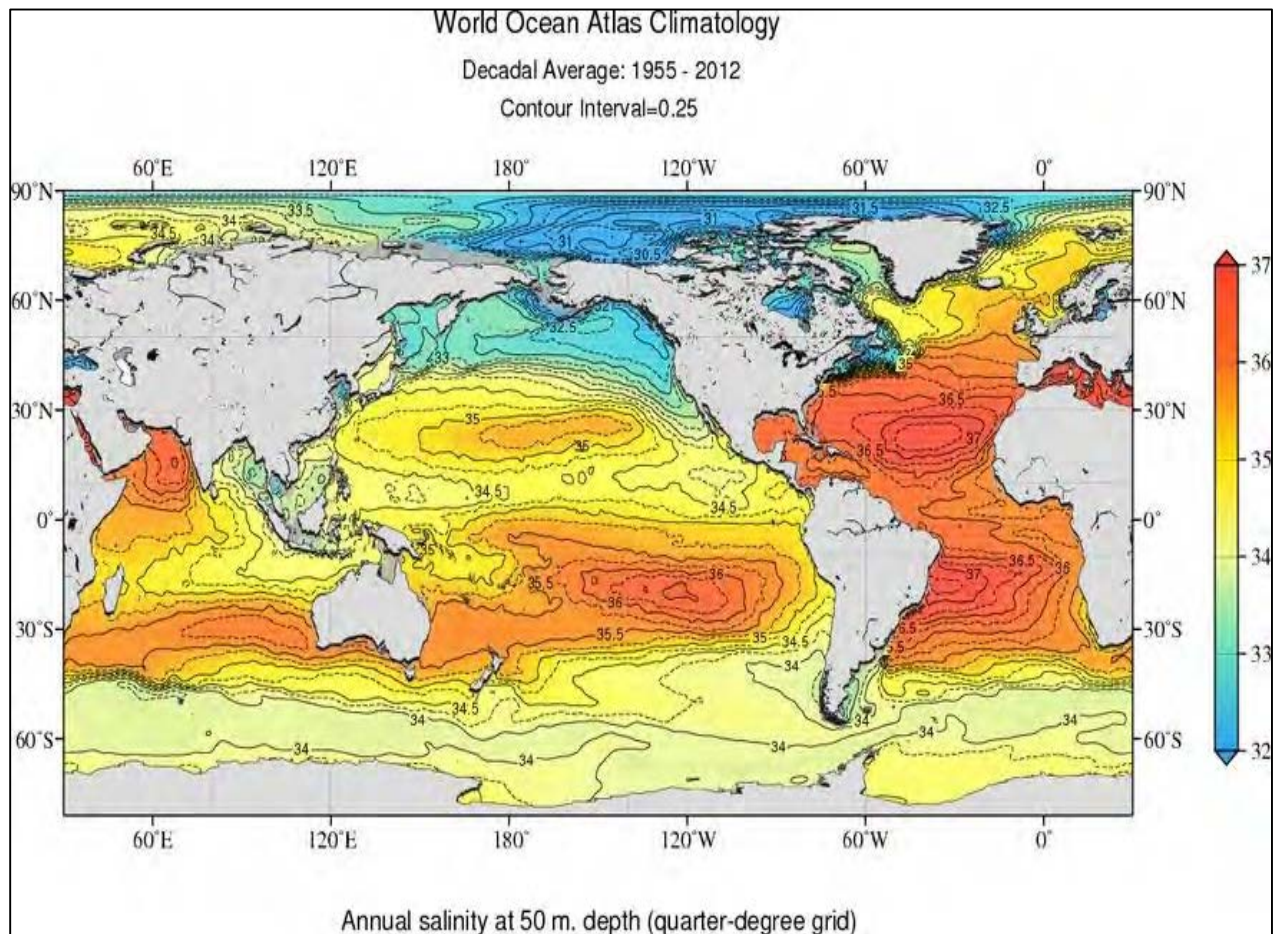 World Ocean Atlas Climatology
Decadal Average: 1955 - 2012
Contour Interval=0.25
60°E 120°E 180° 120°W 60°W 0°
90°N 90°N
33.5 31.5 32.5
34 31
34.5 34 31 30.5
37
60°N 60°N
32.5
33
36
35 36.5
30°N 30°N
35 37
36.5
35
34.5 34.5
0° 0°
35 34
36.5
35.5 36 37 36
36
30°S 35.5 35 34.5 30°S
33
34
34.5
34 34 34 34
60°S 34 34 34 60°S
32
60°E 120°E 180° 120°W 60°W 0°
Annual salinity at 50 m. depth (quarter-degree grid)